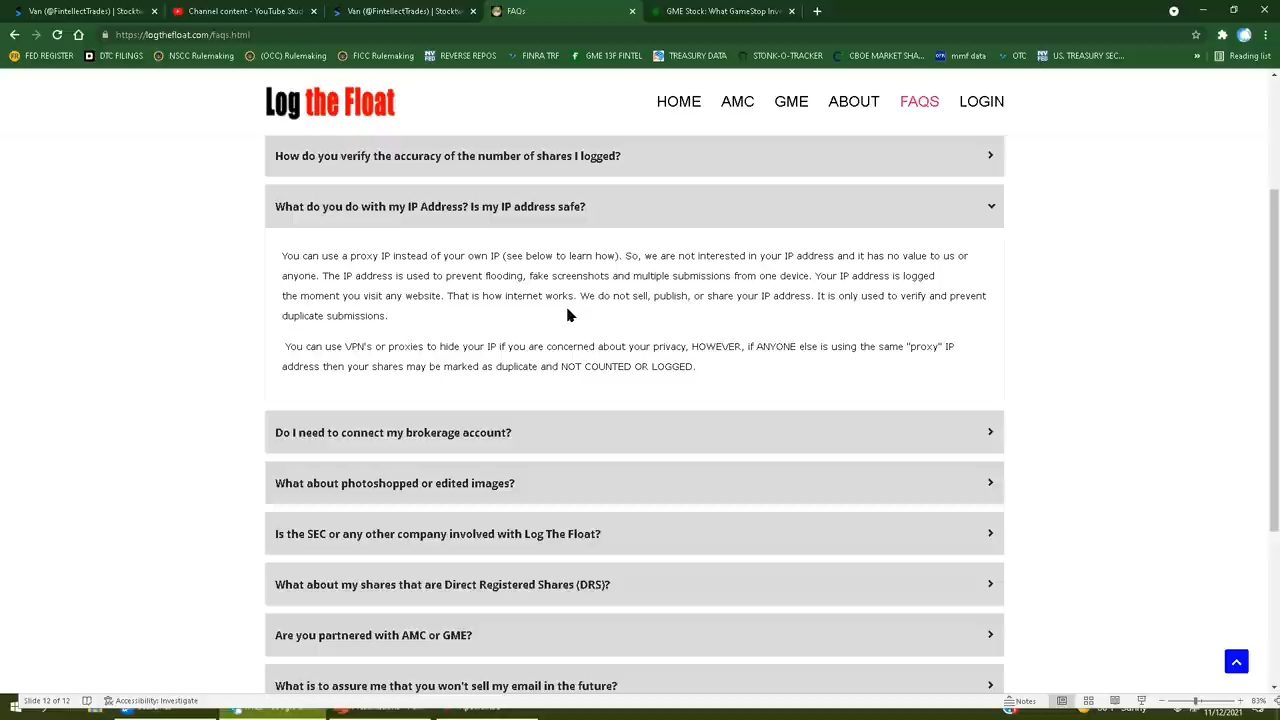 Van (@IntellectTrades) | Stocktw
Channel content - YouTube Studi
Van (@IntellectTrades) | Stocktw
FAQs
GME Stock: What GameStop Inve
https://logthefloat.com/faqs.html
FED REGISTER
DTC FILINGS
NSCC Rulemaking
(OCC) Rulemaking
FICC Rulemaking
REVERSE REPOS
FINRA TRF
GME 13F FINTEL
TREASURY DATA
STONK-O-TRACKER
CBOE MARKET SHA...
mmf data
OTC
U.S. TREASURY SEC...
Reading list
Log the Float
HOME AMC GME ABOUT FAQS LOGIN
How do you verify the accuracy of the number of shares I logged?
What do you do with my IP Address? Is my IP address safe?
You can use a proxy IP instead of your own IP (see below to learn how). So, we are not interested in your IP address and it has no value to us or
anyone. The IP address is used to prevent flooding, fake screenshots and multiple submissions from one device. Your IP address is logged
the moment you visit any website. That is how internet works. We do not sell, publish, or share your IP address. It is only used to verify and prevent
duplicate submissions.
You can use VPN's or proxies to hide your IP if you are concerned about your privacy, HOWEVER, if ANYONE else is using the same "proxy" IP
address then your shares may be marked as duplicate and NOT COUNTED OR LOGGED.
Do I need to connect my brokerage account?
What about photoshopped or edited images?
Is the SEC or any other company involved with Log The Float?
What about my shares that are Direct Registered Shares (DRS)?
Are you partnered with AMC or GME?
What is to assure me that you won't sell my email in the future?
Slide 12 of 12
Accessibility: Investigate
Notes
83%
11/12/2021